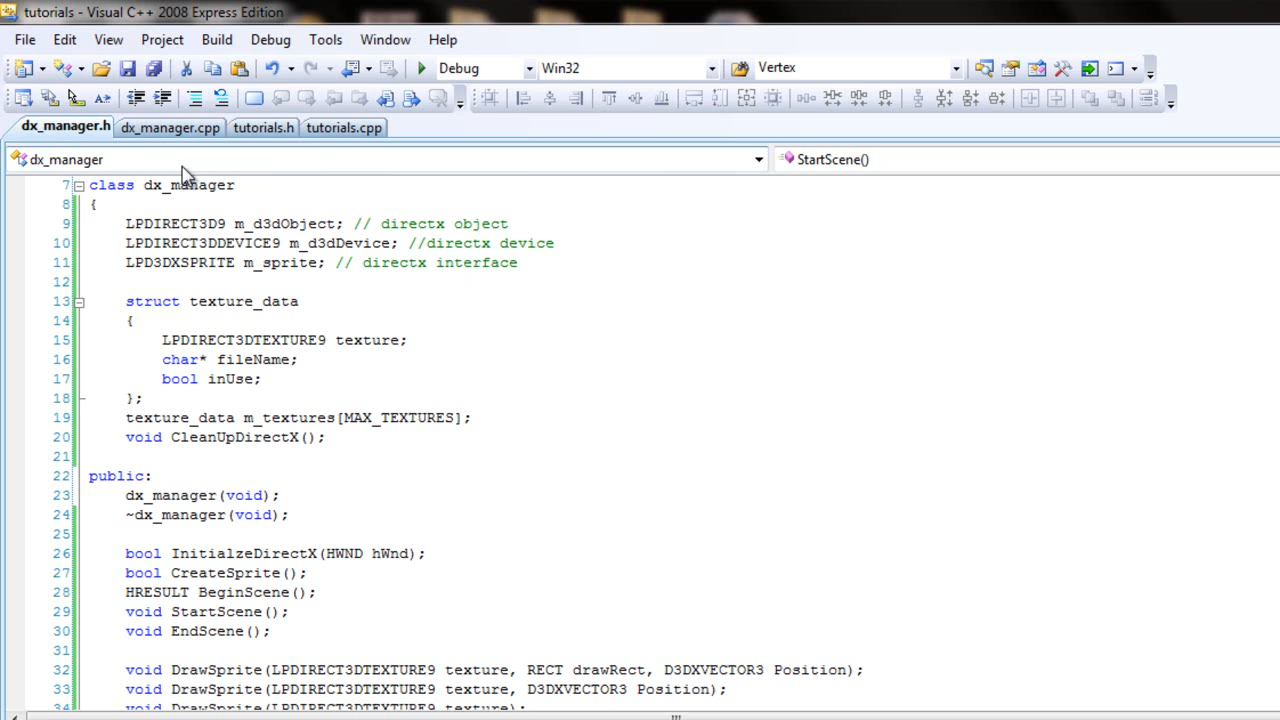 tutorials - Visual C++ 2008 Express Edition
File Edit View Project Build Debug Tools Window Help
Debug Win32 Vertex
dx_manager.h dx_manager.cpp tutorials.h tutorials.cpp
dx_manager StartScene()
7 class dx_manager
8 {
9 LPDIRECT3D9 m_d3dObject; // directx object
10 LPDIRECT3DDEVICE9 m_d3dDevice; //directx device
11 LPD3DXSPRITE m_sprite; // directx interface
12
13 struct texture_data
14 {
15 LPDIRECT3DTEXTURE9 texture;
16 char* fileName;
17 bool inUse;
18 };
19 texture_data m_textures[MAX_TEXTURES];
20 void CleanUpDirectX();
21
22 public:
23 dx_manager(void);
24 ~dx_manager(void);
25
26 bool InitialzeDirectX(HWND hWnd);
27 bool CreateSprite();
28 HRESULT BeginScene();
29 void StartScene();
30 void EndScene();
31
32 void DrawSprite(LPDIRECT3DTEXTURE9 texture, RECT drawRect, D3DXVECTOR3 Position);
33 void DrawSprite(LPDIRECT3DTEXTURE9 texture, D3DXVECTOR3 Position);
34 void DrawSprite(LPDIRECT3DTEXTURE9 texture);